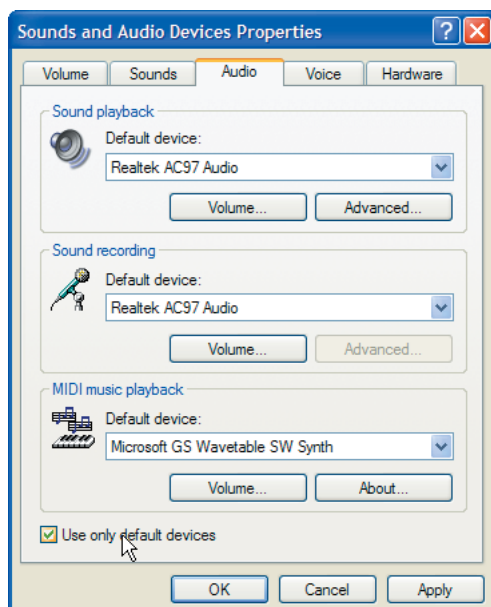 Sounds and Audio Devices Properties
Volume Sounds Audio Voice Hardware
Sound playback
Default device:
Realtek AC97 Audio
Volume... Advanced...
Sound recording
Default device:
Realtek AC97 Audio
Volume... Advanced...
MIDI music playback
Default device:
Microsoft GS Wavetable SW Synth
Volume... About...
Use only default devices
OK Cancel Apply